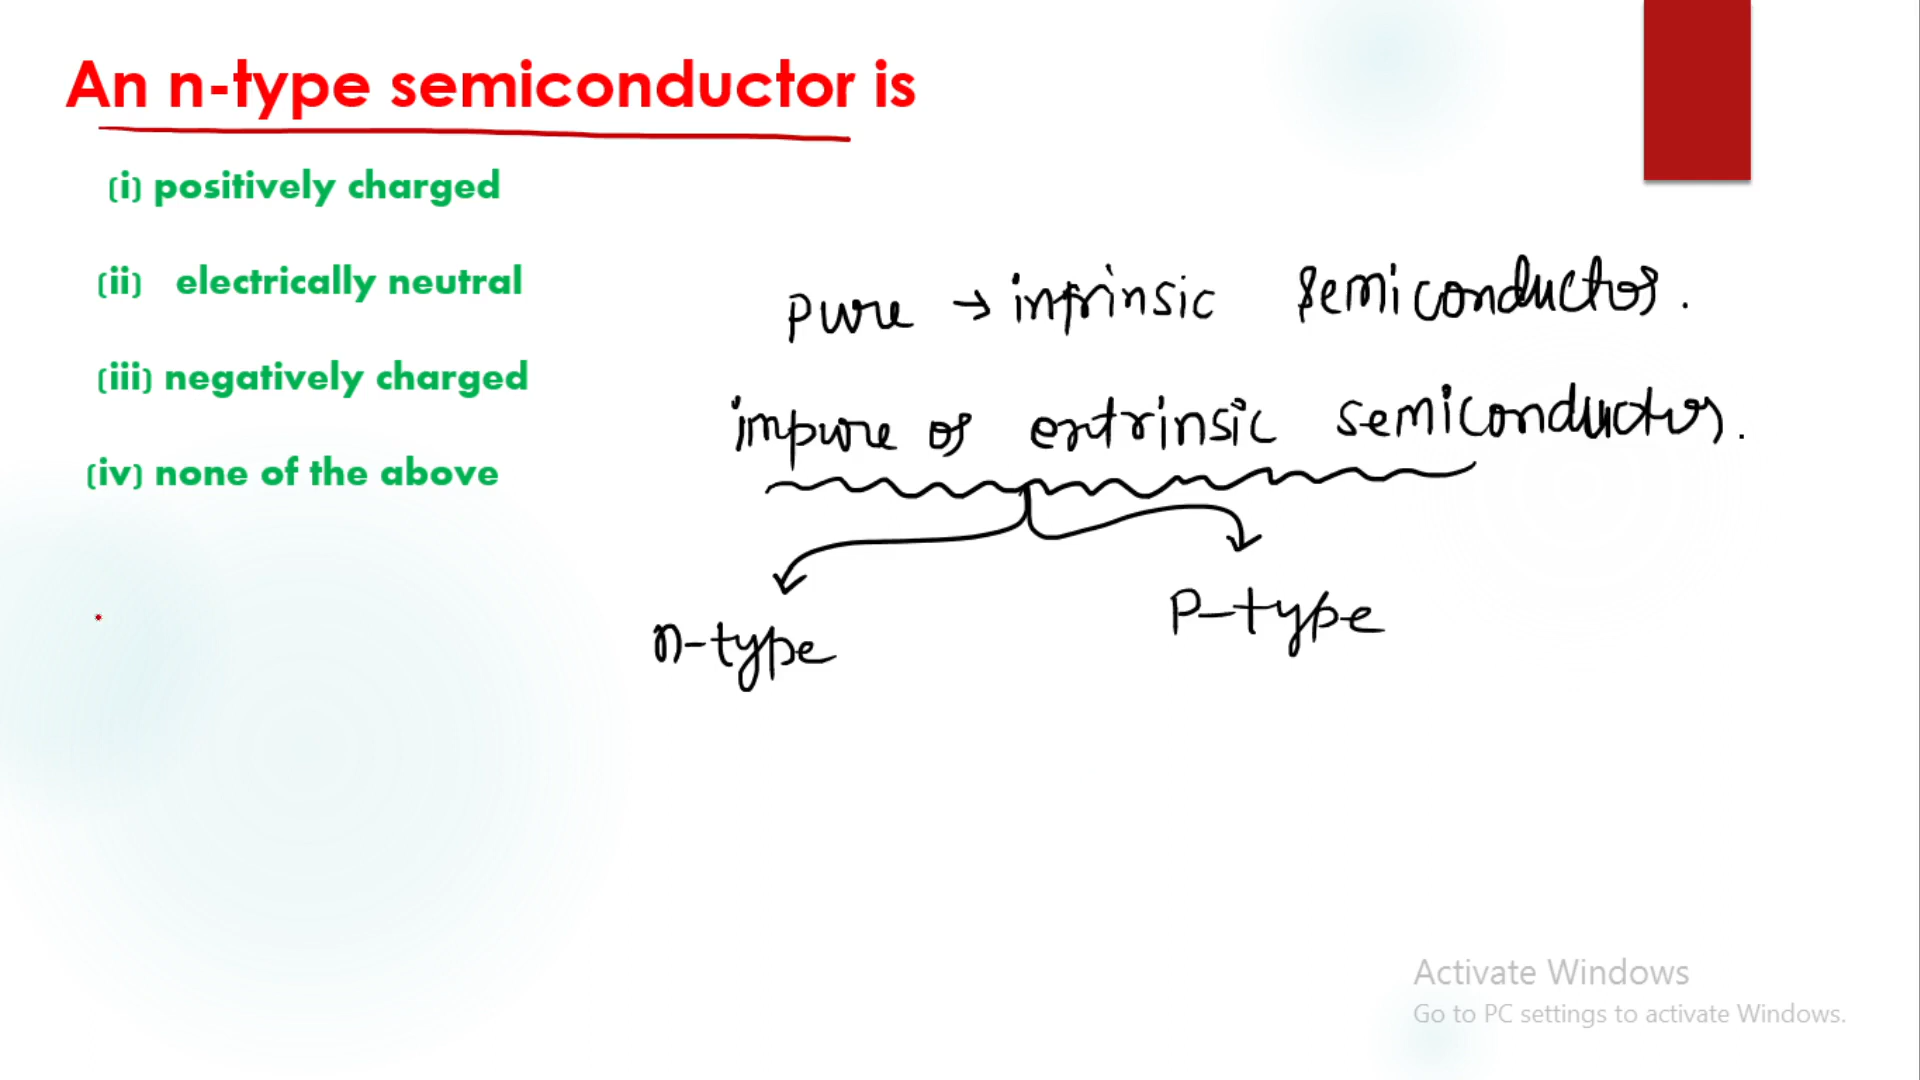 An n-type semiconductor is
(i) positively charged
(ii) electrically neutral
(iii) negatively charged
(iv) none of the above
pure → intrinsic semiconductor.
impure or extrinsic semiconductor.
n-type
P-type
Activate Windows
Go to PC settings to activate Windows.